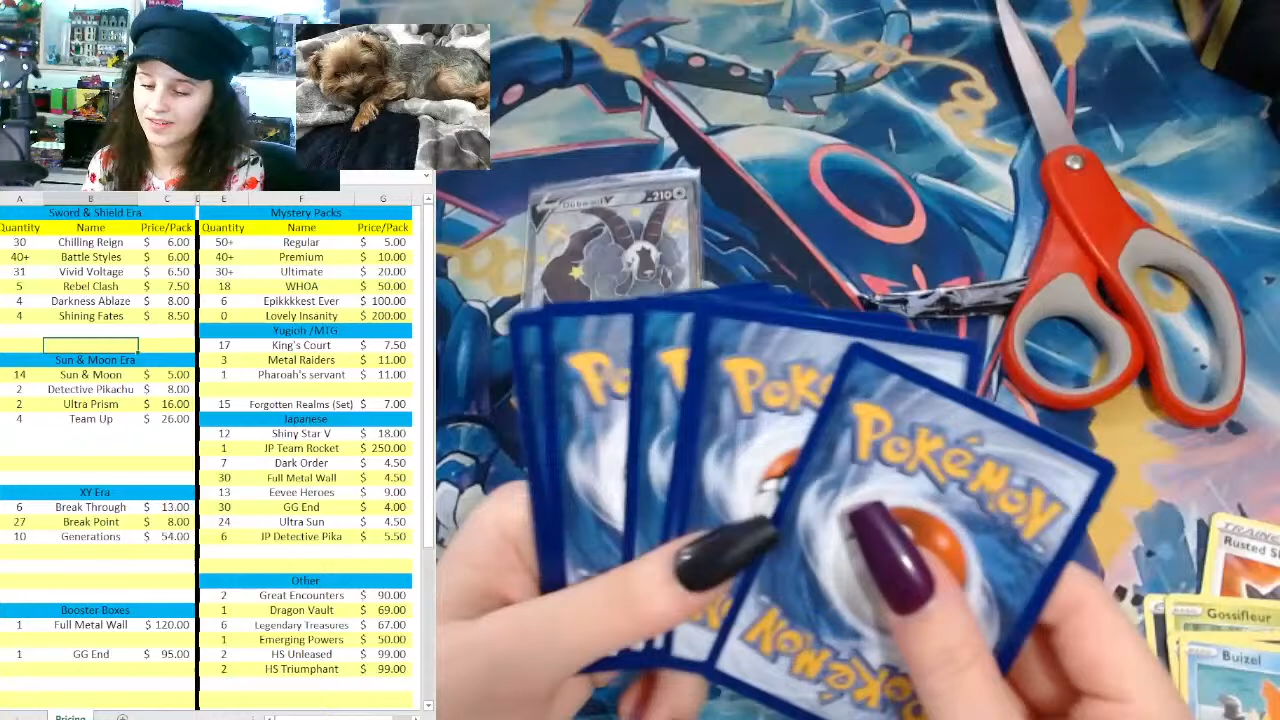 A B C E F G
Sword & Shield Era
Quantity Name Price/Pack
30 Chilling Reign $ 6.00
40+ Battle Styles $ 6.00
31 Vivid Voltage $ 6.50
5 Rebel Clash $ 7.50
4 Darkness Ablaze $ 8.00
4 Shining Fates $ 8.50
Sun & Moon Era
14 Sun & Moon $ 5.00
2 Detective Pikachu $ 8.00
2 Ultra Prism $ 16.00
4 Team Up $ 26.00
XY Era
6 Break Through $ 13.00
27 Break Point $ 8.00
10 Generations $ 54.00
Booster Boxes
1 Full Metal Wall $ 120.00
1 GG End $ 95.00
Pricing
Mystery Packs
Quantity Name Price/Pack
50+ Regular $ 5.00
40+ Premium $ 10.00
30+ Ultimate $ 20.00
18 WHOA $ 50.00
6 Epikkkkest Ever $ 100.00
0 Lovely Insanity $ 200.00
Yugioh /MTG
17 King's Court $ 7.50
3 Metal Raiders $ 11.00
1 Pharoah's servant $ 11.00
15 Forgotten Realms (Set) $ 7.00
Japanese
12 Shiny Star V $ 18.00
1 JP Team Rocket $ 250.00
7 Dark Order $ 4.50
30 Full Metal Wall $ 4.50
13 Eevee Heroes $ 9.00
30 GG End $ 4.00
24 Ultra Sun $ 4.50
6 JP Detective Pika $ 5.50
Other
2 Great Encounters $ 90.00
1 Dragon Vault $ 69.00
6 Legendary Treasures $ 67.00
1 Emerging Powers $ 50.00
2 HS Unleased $ 99.00
2 HS Triumphant $ 99.00
Dubwool V 210
Pokémon
Pokémon
TRAINER
Rusted
BASIC Gossifleur
BASIC Buizel